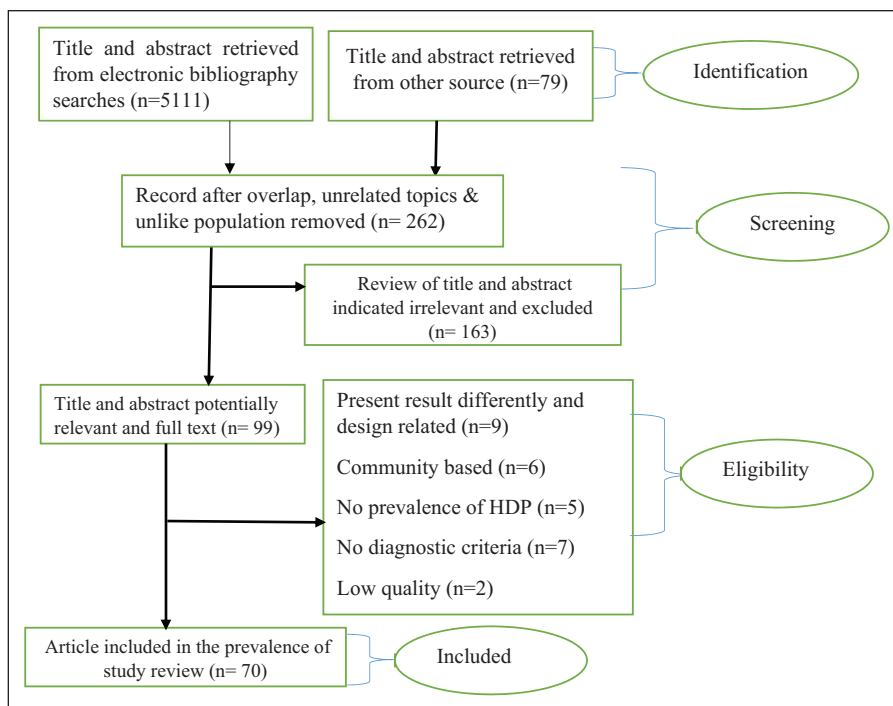 Title and abstract retrieved
from electronic bibliography
searches (n=5111)
Title and abstract retrieved
from other source (n=79)
Identification
Record after overlap, unrelated topics &
unlike population removed (n= 262)
Screening
Review of title and abstract
indicated irrelevant and excluded
(n= 163)
Title and abstract potentially
relevant and full text (n= 99)
Present result differently and
design related (n=9)
Community based (n=6)
No prevalence of HDP (n=5)
No diagnostic criteria (n=7)
Low quality (n=2)
Eligibility
Article included in the prevalence of
study review (n= 70)
Included